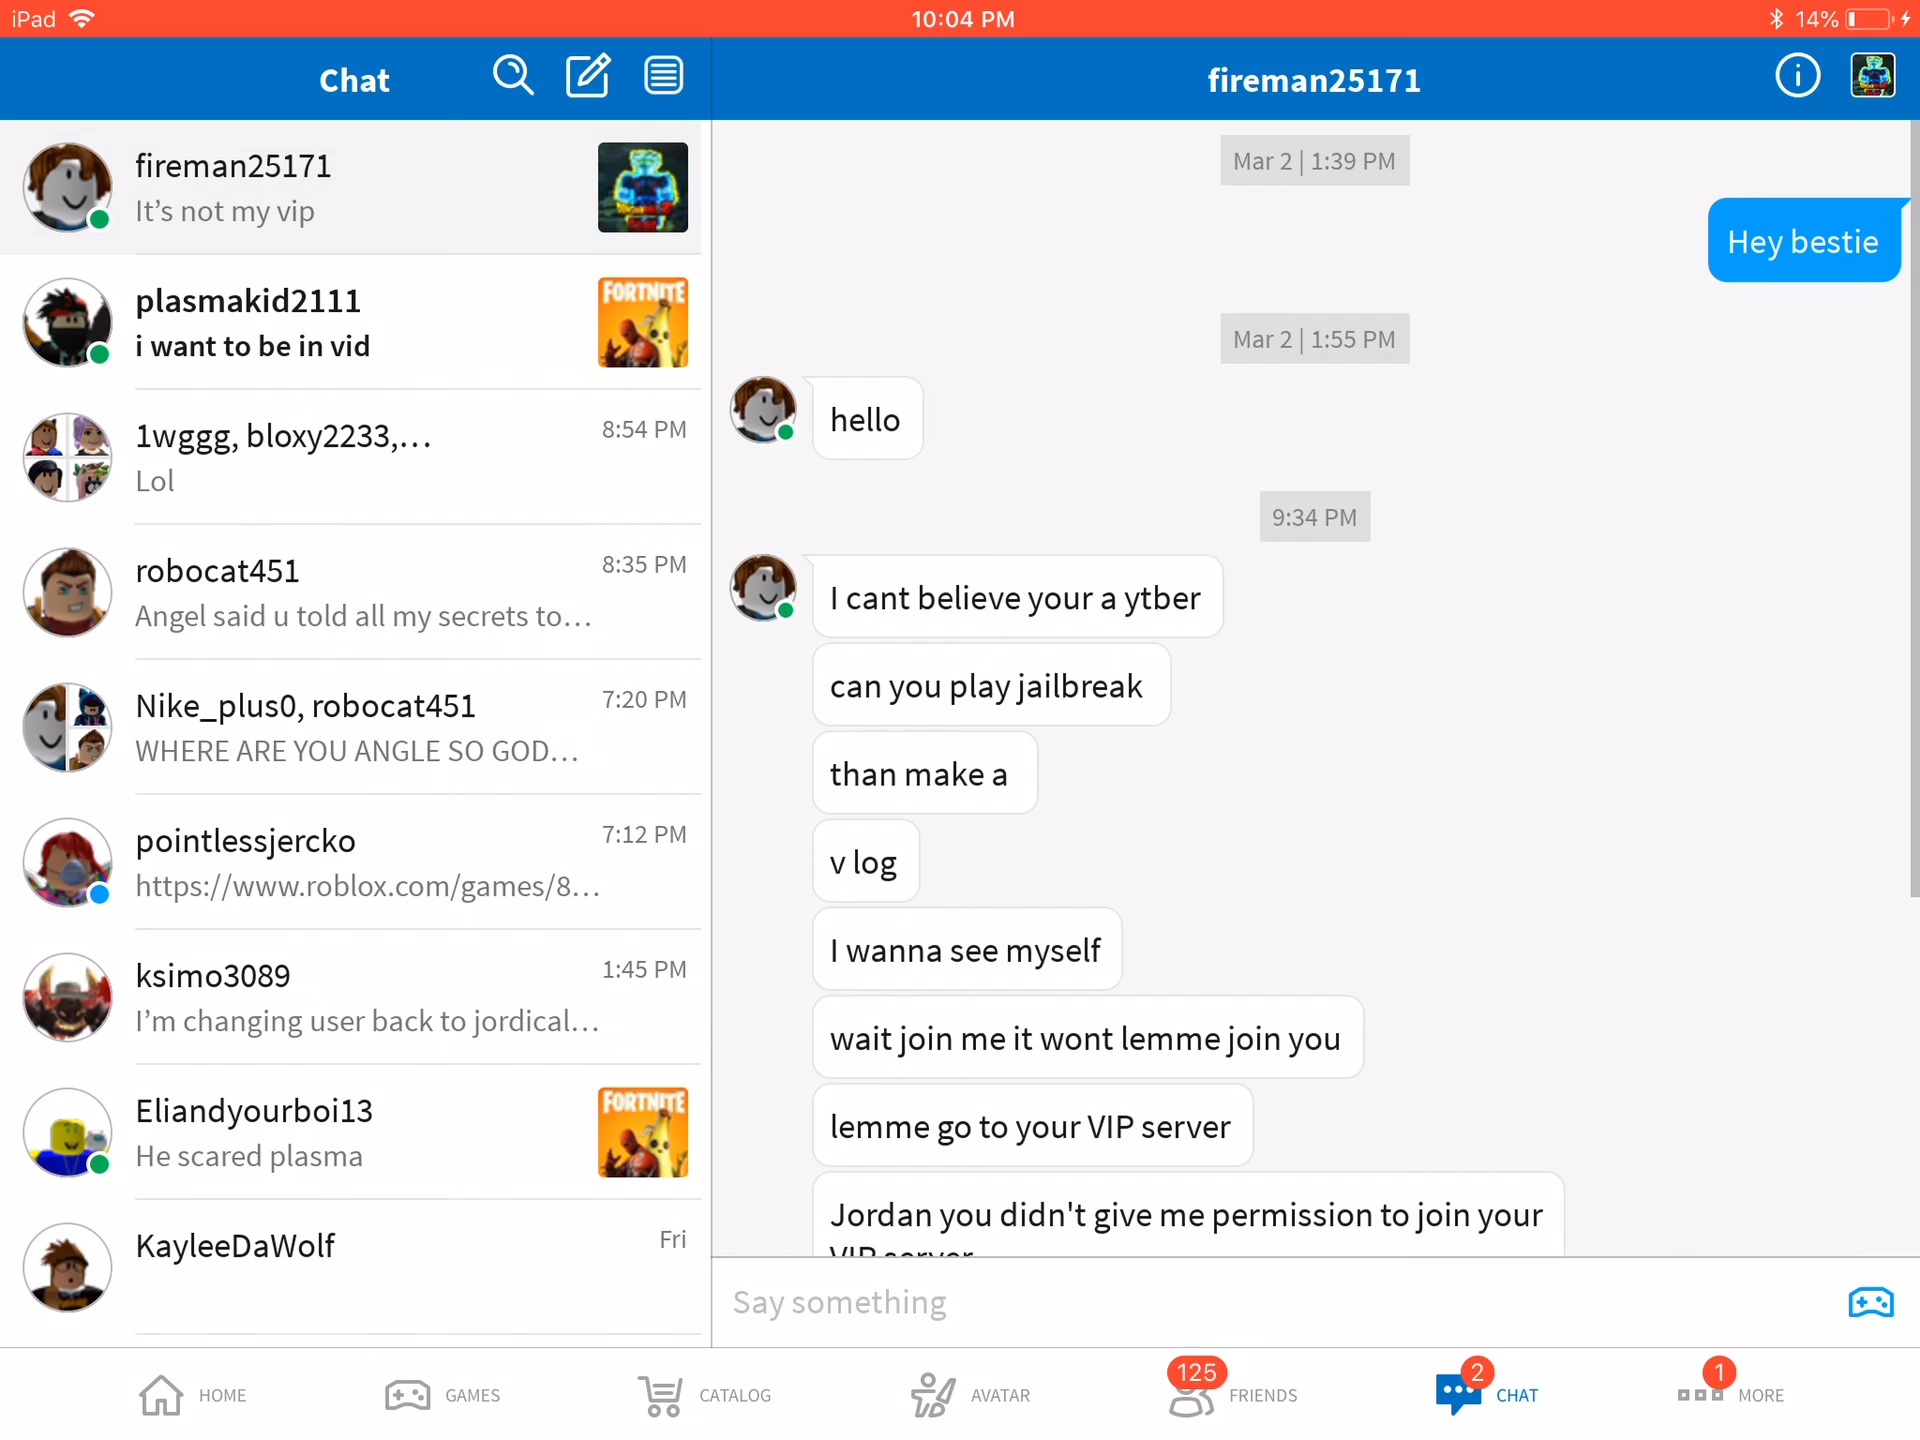 iPad
10:04 PM
14%
Chat
fireman25171
fireman25171
It’s not my vip
plasmakid2111
i want to be in vid
FORTNITE
1wggg, bloxy2233,...
8:54 PM
Lol
robocat451
8:35 PM
Angel said u told all my secrets to...
Nike_plus0, robocat451
7:20 PM
WHERE ARE YOU ANGLE SO GOD...
pointlessjercko
7:12 PM
https://www.roblox.com/games/8...
ksimo3089
1:45 PM
I’m changing user back to jordical...
Eliandyourboi13
He scared plasma
FORTNITE
KayleeDaWolf
Fri
Mar 2 | 1:39 PM
Hey bestie
Mar 2 | 1:55 PM
hello
9:34 PM
I cant believe your a ytber
can you play jailbreak
than make a
v log
I wanna see myself
wait join me it wont lemme join you
lemme go to your VIP server
Jordan you didn't give me permission to join your
VIP server
Say something
HOME
GAMES
CATALOG
AVATAR
125
FRIENDS
2
CHAT
1
MORE